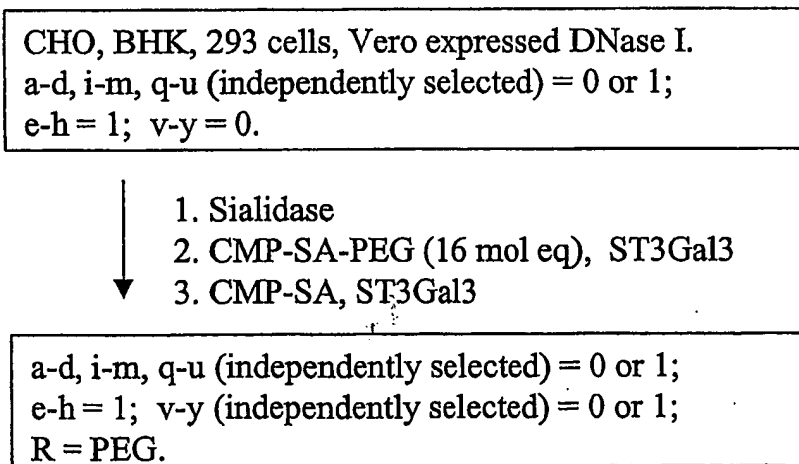 CHO, BHK, 293 cells, Vero expressed DNase I.
a-d, i-m, q-u (independently selected) = 0 or 1;
e-h = 1; v-y = 0.
1. Sialidase
2. CMP-SA-PEG (16 mol eq), ST3Gal3
3. CMP-SA, ST3Gal3
a-d, i-m, q-u (independently selected) = 0 or 1;
e-h = 1; v-y (independently selected) = 0 or 1;
R = PEG.